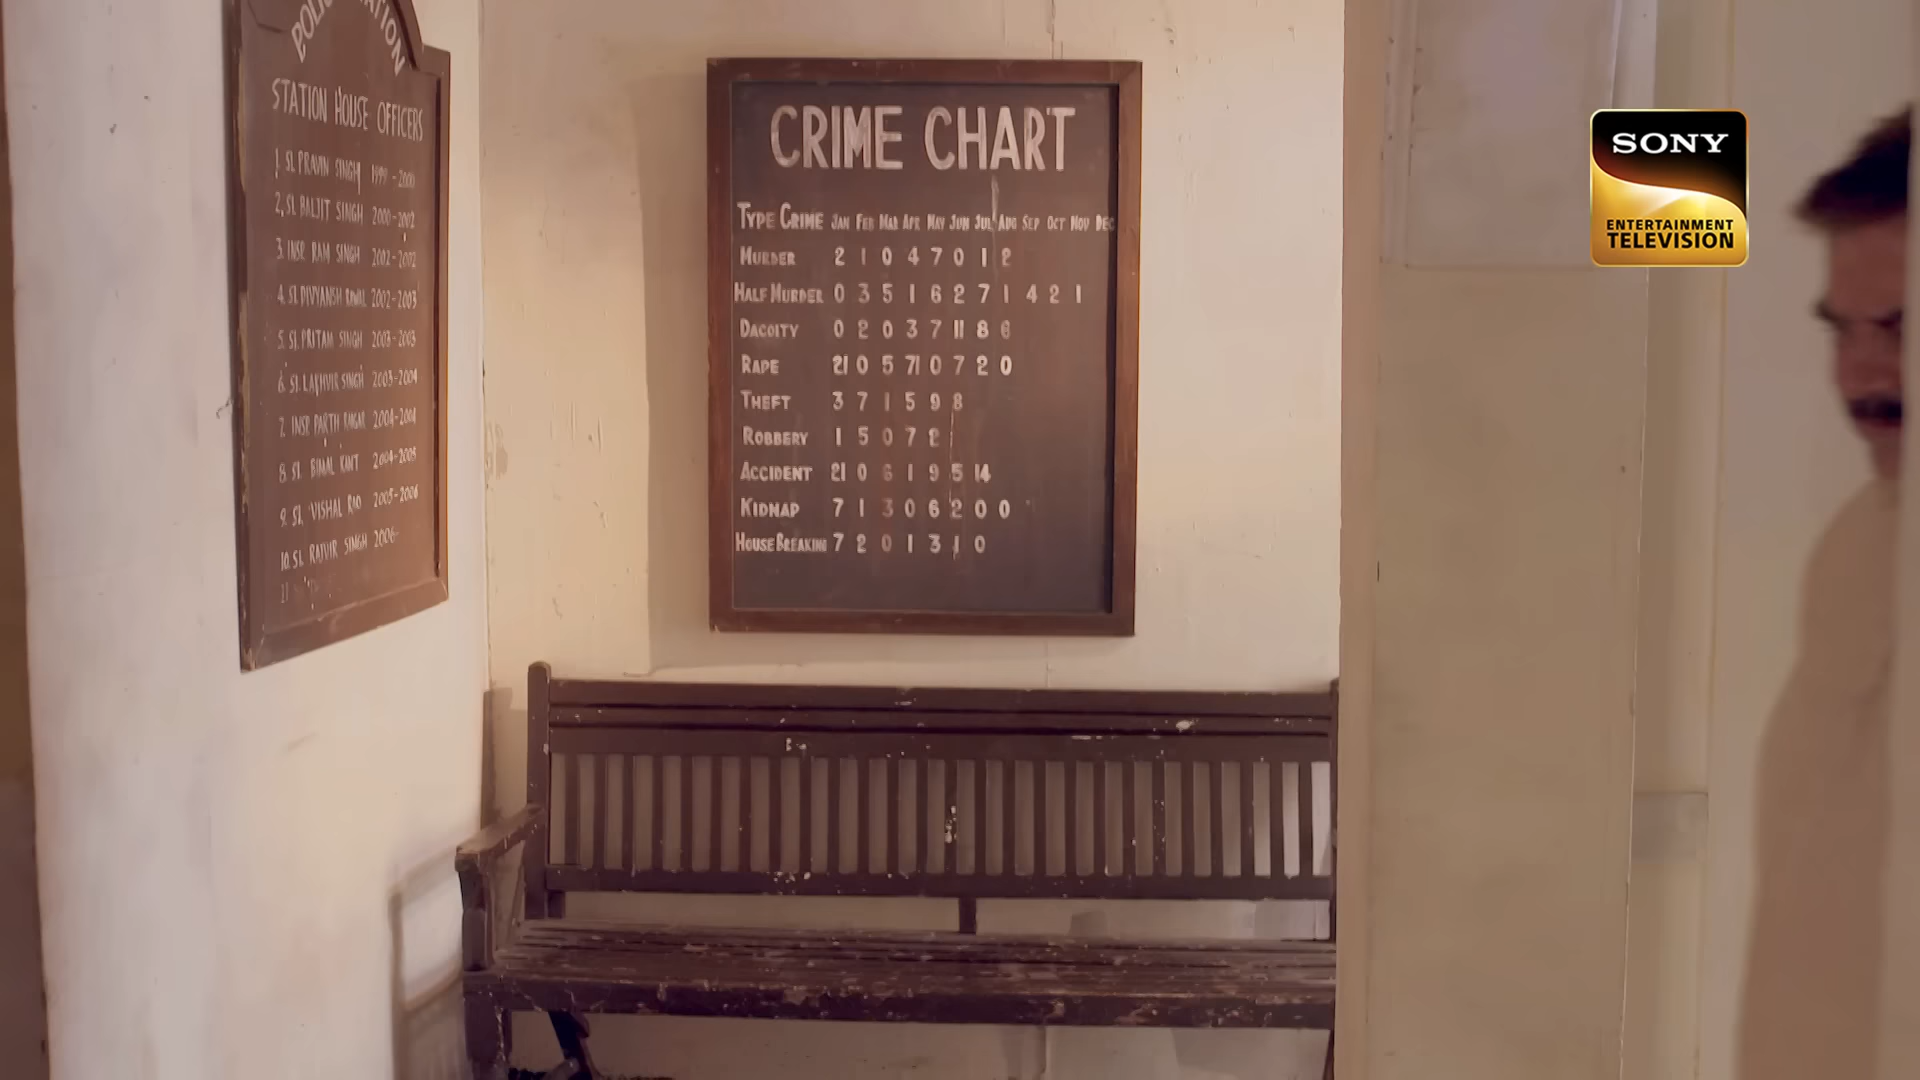 POLICE STATION
STATION HOUSE OFFICERS
1. SI. PRAVIN SINGH 1999-2000
2. SI. BALJIT SINGH 2000-2002
3. INSR RAM SINGH 2002-2002
4. SI. DIVYANSH RAWAL 2002-2003
5. SI. PRITAM SINGH 2003-2003
6. SI. LAKHVIR SINGH 2003-2004
7. INSR PARTH 2004-2004
8. SI. BIMAL KANT 2004-2005
9. SI. VISHAL RAO 2005-2006
10. SI. RAJVIR SINGH 2006-
11
CRIME CHART
TYPE CRIME JAN FEB MAR APR MAY JUN JUL AUG SEP OCT NOV DEC
MURDER 2 1 0 4 7 0 1 2
HALF MURDER 0 3 5 1 6 2 7 1 4 2 1
DACOITY 0 2 0 3 7 11 8 6
RAPE 21 0 5 71 0 7 2 0
THEFT 3 7 1 5 9 8
ROBBERY 1 5 0 7 2
ACCIDENT 21 0 6 1 9 5 14
KIDNAP 7 1 3 0 6 2 0 0
HOUSE BREAKING 7 2 0 1 3 1 0
SONY
ENTERTAINMENT
TELEVISION